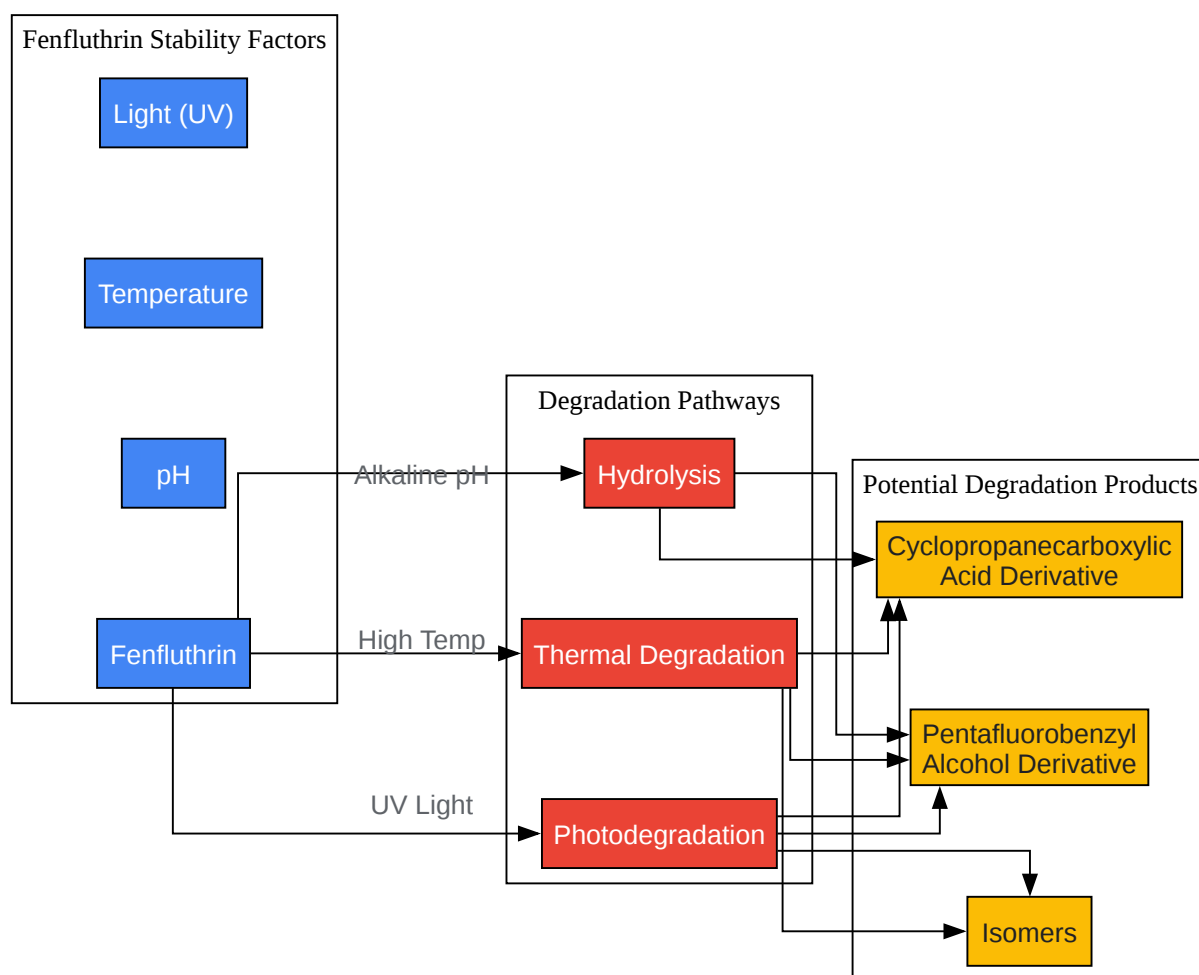 Fenfluthrin Stability Factors
Light (UV)
Temperature
pH
Fenfluthrin
Alkaline pH
High Temp
UV Light
Degradation Pathways
Hydrolysis
Thermal Degradation
Photodegradation
Potential Degradation Products
Cyclopropanecarboxylic
Acid Derivative
Pentafluorobenzyl
Alcohol Derivative
Isomers